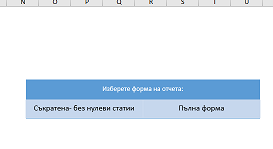 N O P Q R S T U
Изберете форма на отчета:
Съкратена- без нулеви статии Пълна форма